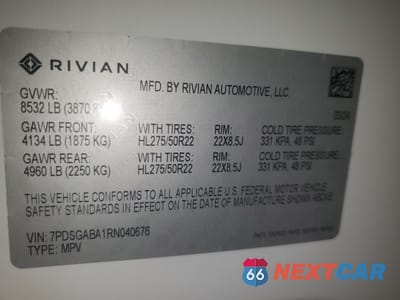 RIVIAN
MFD. BY RIVIAN AUTOMOTIVE, LLC.
GVWR:
8532 LB (3870 KG)
03/24
GAWR FRONT: WITH TIRES: RIM: COLD TIRE PRESSURE:
4134 LB (1875 KG) HL275/50R22 22X8.5J 331 KPA, 48 PSI
GAWR REAR: WITH TIRES: RIM: COLD TIRE PRESSURE:
4960 LB (2250 KG) HL275/50R22 22X8.5J 331 KPA, 48 PSI
THIS VEHICLE CONFORMS TO ALL APPLICABLE U.S. FEDERAL MOTOR VEHICLE
SAFETY STANDARDS IN EFFECT ON THE DATE OF MANUFACTURE SHOWN ABOVE.
VIN: 7PDSGABA1RN040676
TYPE: MPV
66 NEXTCAR